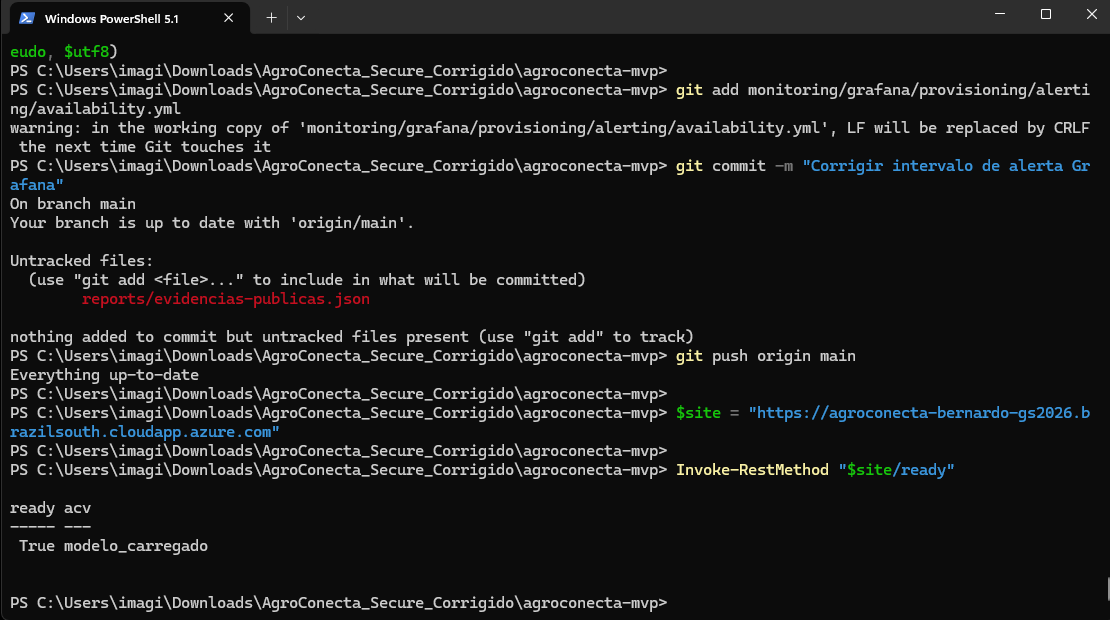 Windows PowerShell 5.1
eudo, $utf8)
PS C:\Users\imagi\Downloads\AgroConecta_Secure_Corrigido\agroconecta-mvp>
PS C:\Users\imagi\Downloads\AgroConecta_Secure_Corrigido\agroconecta-mvp> git add monitoring/grafana/provisioning/alerti
ng/availability.yml
warning: in the working copy of 'monitoring/grafana/provisioning/alerting/availability.yml', LF will be replaced by CRLF
 the next time Git touches it
PS C:\Users\imagi\Downloads\AgroConecta_Secure_Corrigido\agroconecta-mvp> git commit -m "Corrigir intervalo de alerta Gr
afana"
On branch main
Your branch is up to date with 'origin/main'.

Untracked files:
  (use "git add <file>..." to include in what will be committed)
        reports/evidencias-publicas.json

nothing added to commit but untracked files present (use "git add" to track)
PS C:\Users\imagi\Downloads\AgroConecta_Secure_Corrigido\agroconecta-mvp> git push origin main
Everything up-to-date
PS C:\Users\imagi\Downloads\AgroConecta_Secure_Corrigido\agroconecta-mvp>
PS C:\Users\imagi\Downloads\AgroConecta_Secure_Corrigido\agroconecta-mvp> $site = "https://agroconecta-bernardo-gs2026.b
razilsouth.cloudapp.azure.com"
PS C:\Users\imagi\Downloads\AgroConecta_Secure_Corrigido\agroconecta-mvp>
PS C:\Users\imagi\Downloads\AgroConecta_Secure_Corrigido\agroconecta-mvp> Invoke-RestMethod "$site/ready"

ready acv
----- ---
 True modelo_carregado


PS C:\Users\imagi\Downloads\AgroConecta_Secure_Corrigido\agroconecta-mvp>